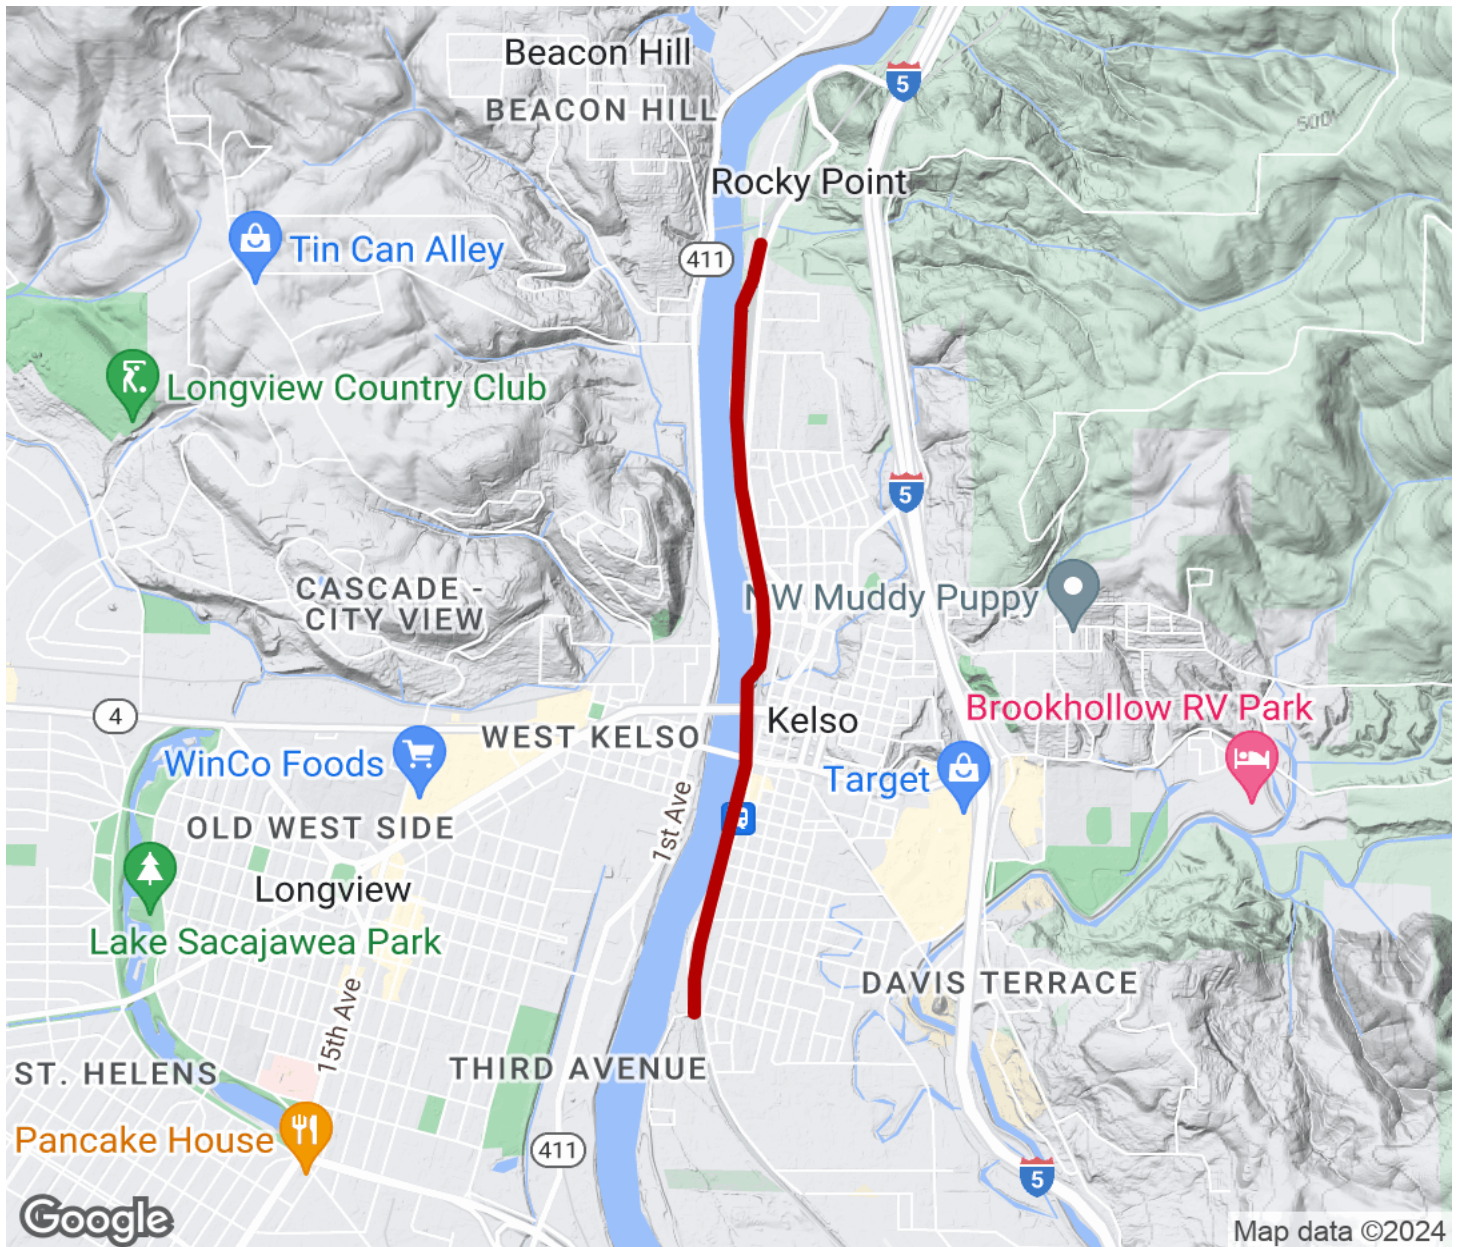 Beacon Hill
BEACON HILL
5
500
Rocky Point
Tin Can Alley
411
Longview Country Club
5
CASCADE -
CITY VIEW
NW Muddy Puppy
4
Brookhollow RV Park
WEST KELSO
Kelso
WinCo Foods
Target
1st Ave
OLD WEST SIDE
Longview
Lake Sacajawea Park
DAVIS TERRACE
15th Ave
ST. HELENS
THIRD AVENUE
Pancake House
411
5
Google
Map data ©2024